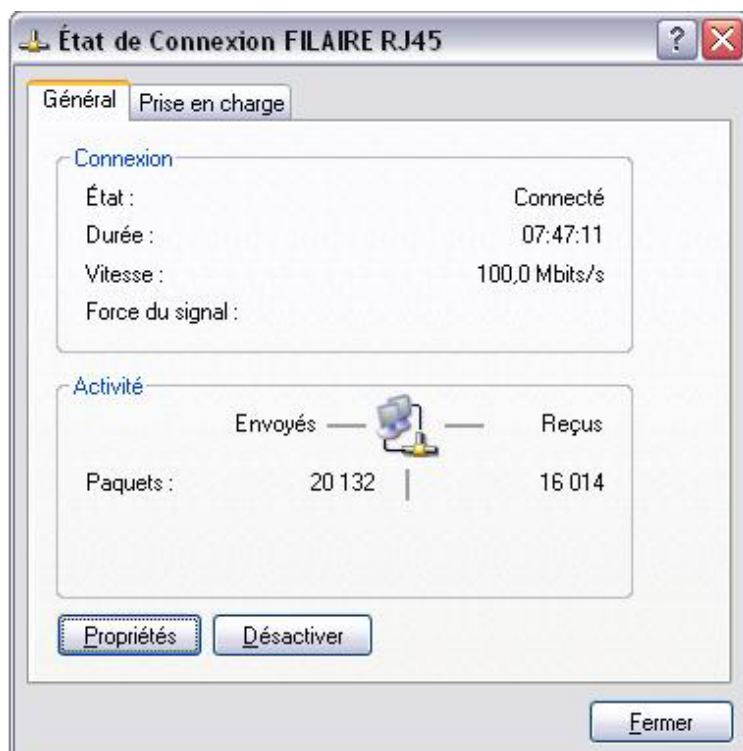 État de Connexion FILAIRE RJ45
Général Prise en charge
Connexion
État : Connecté
Durée : 07:47:11
Vitesse : 100,0 Mbits/s
Force du signal :
Activité
Envoyés Reçus
Paquets : 20 132 16 014
Propriétés Désactiver
Fermer